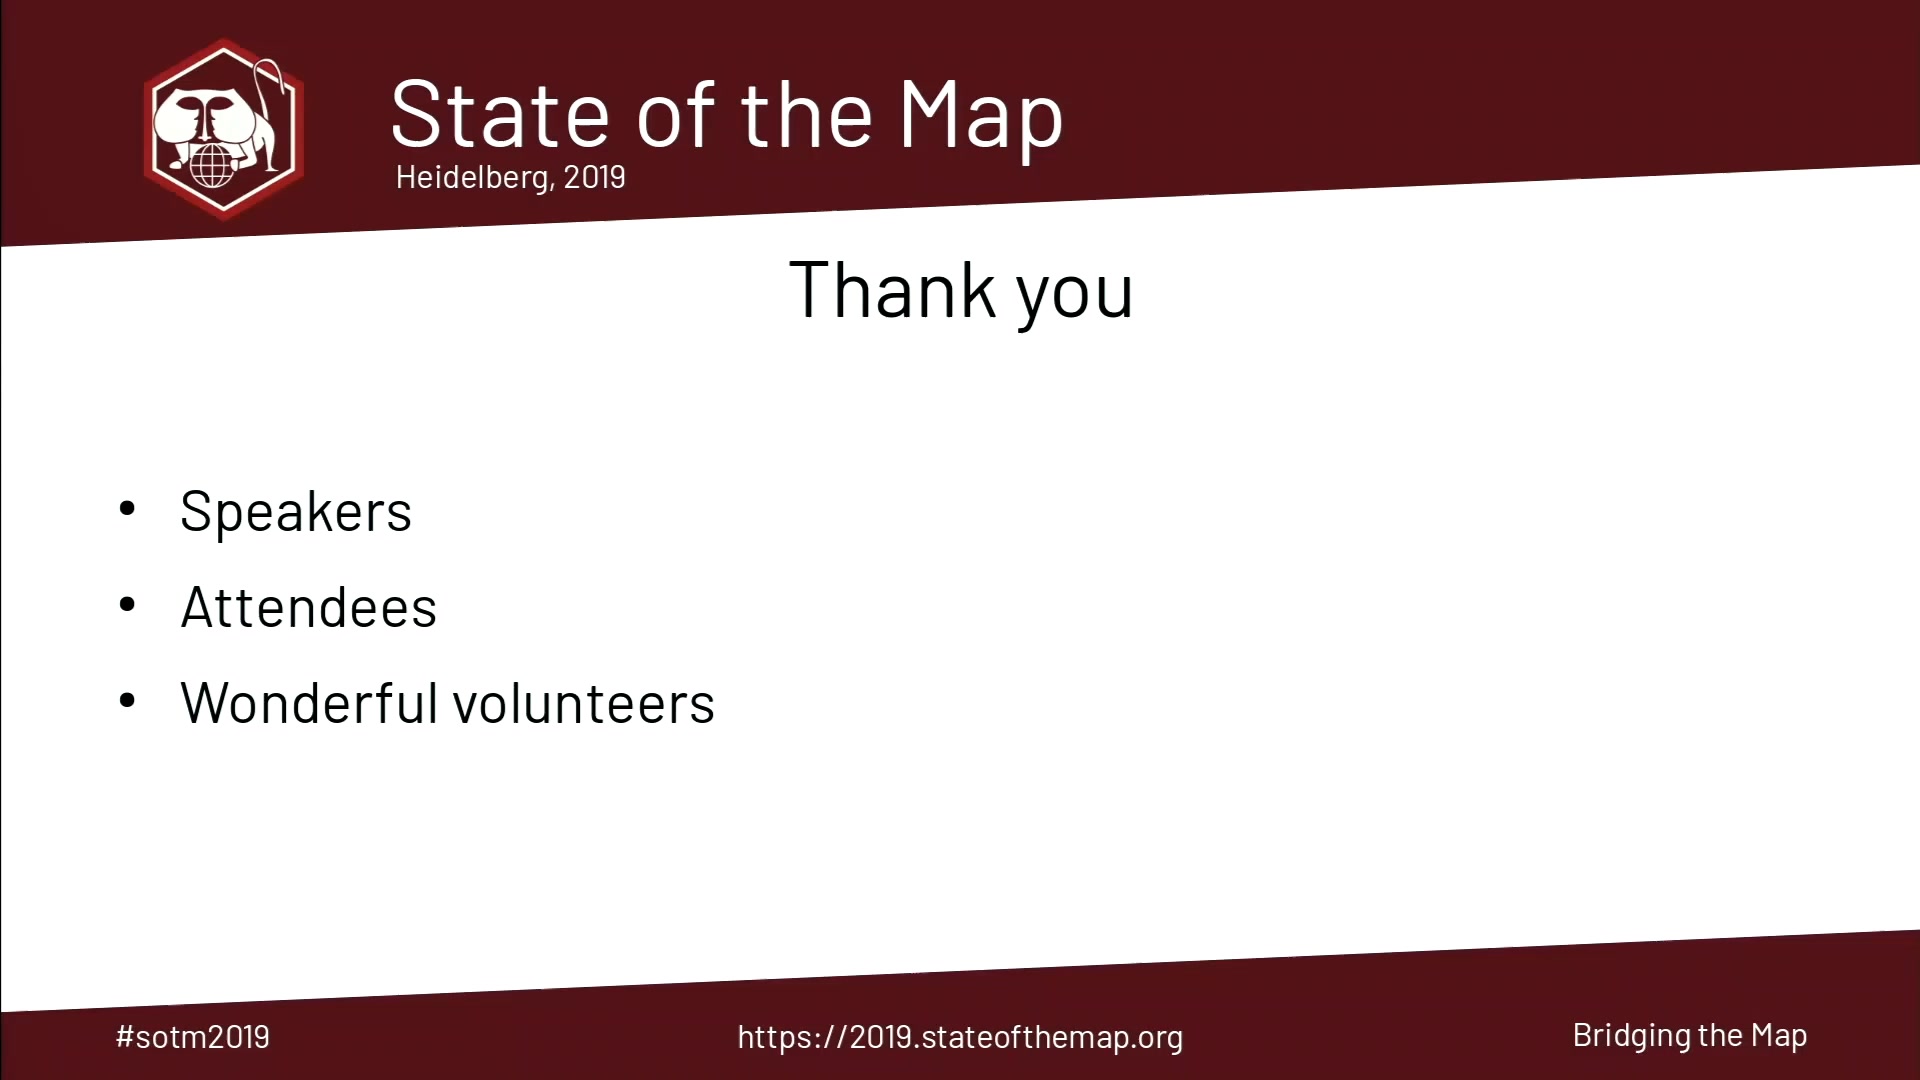 State of the Map
Heidelberg, 2019
Thank you
• Speakers
• Attendees
• Wonderful volunteers
#sotm2019
https://2019.stateofthemap.org
Bridging the Map